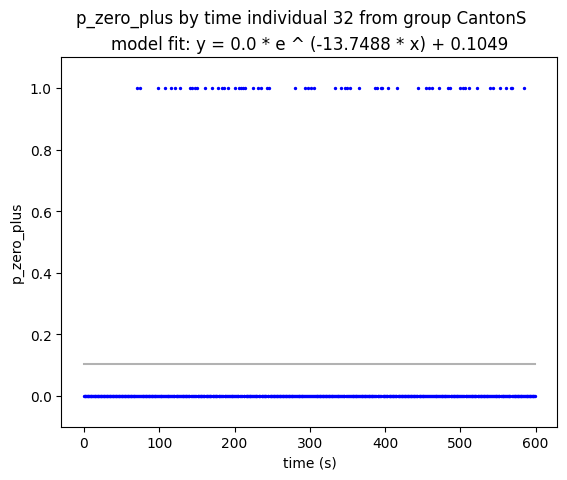 p_zero_plus by time individual 32 from group CantonS
model fit: y = 0.0 * e ^ (-13.7488 * x) + 0.1049
1.0
0.8
0.6
0.4
0.2
0.0
p_zero_plus
0 100 200 300 400 500 600
time (s)